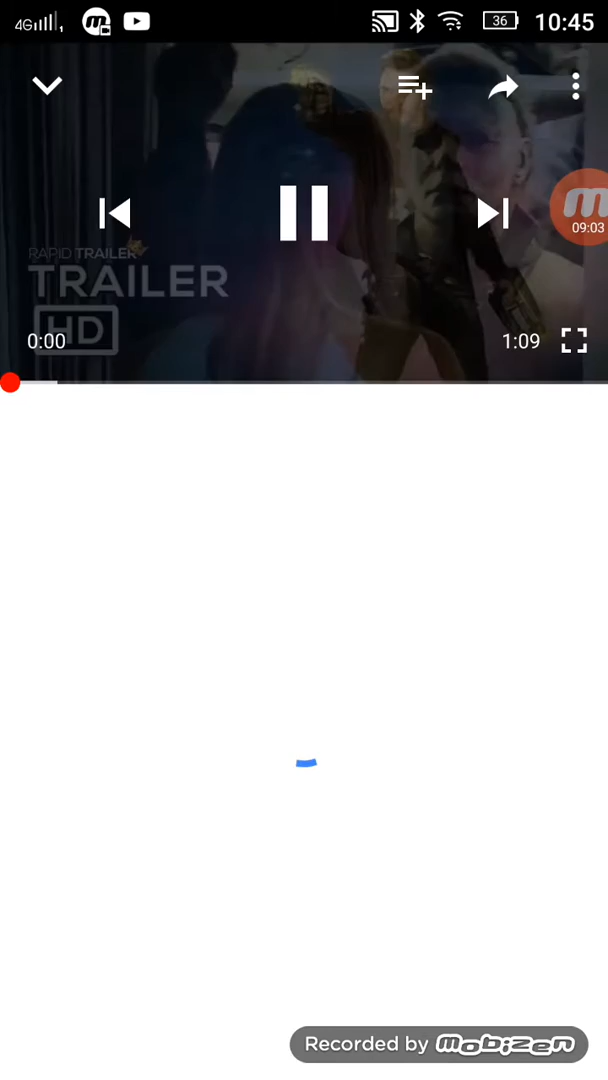 4G 36 10:45
09:03
RAPID TRAILER
TRAILER
HD
0:00 1:09
Recorded by mobizen